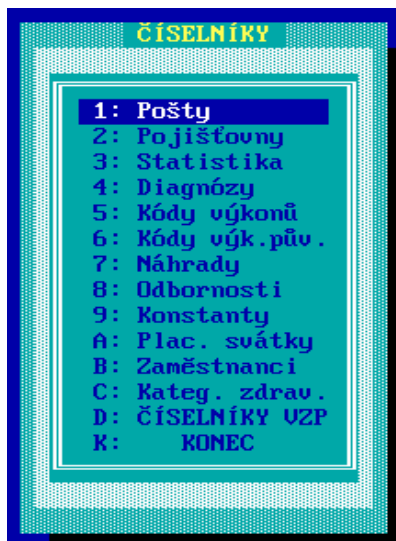 ČÍSELNÍKY
1: Pošty
2: Pojišťovny
3: Statistika
4: Diagnózy
5: Kódy výkonů
6: Kódy výk.pův.
7: Náhrady
8: Odbornosti
9: Konstanty
A: Plac. svátky
B: Zaměstnanci
C: Kateg. zdrav.
D: ČÍSELNÍKY VZP
K: KONEC